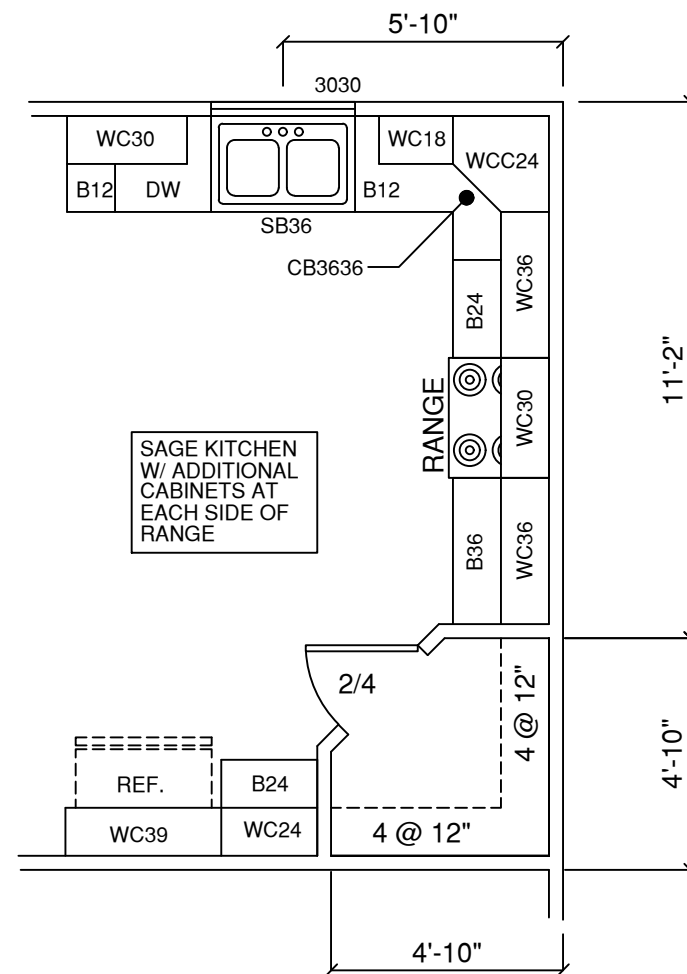 5'-10"
3030
WC30
WC18
WCC24
B12
DW
B12
SB36
CB3636
WC36
B24
11'-2"
RANGE
WC30
SAGE KITCHEN
W/ ADDITIONAL
CABINETS AT
EACH SIDE OF
RANGE
B36
WC36
2/4
4 @ 12"
4'-10"
REF.
B24
WC39
WC24
4 @ 12"
4'-10"